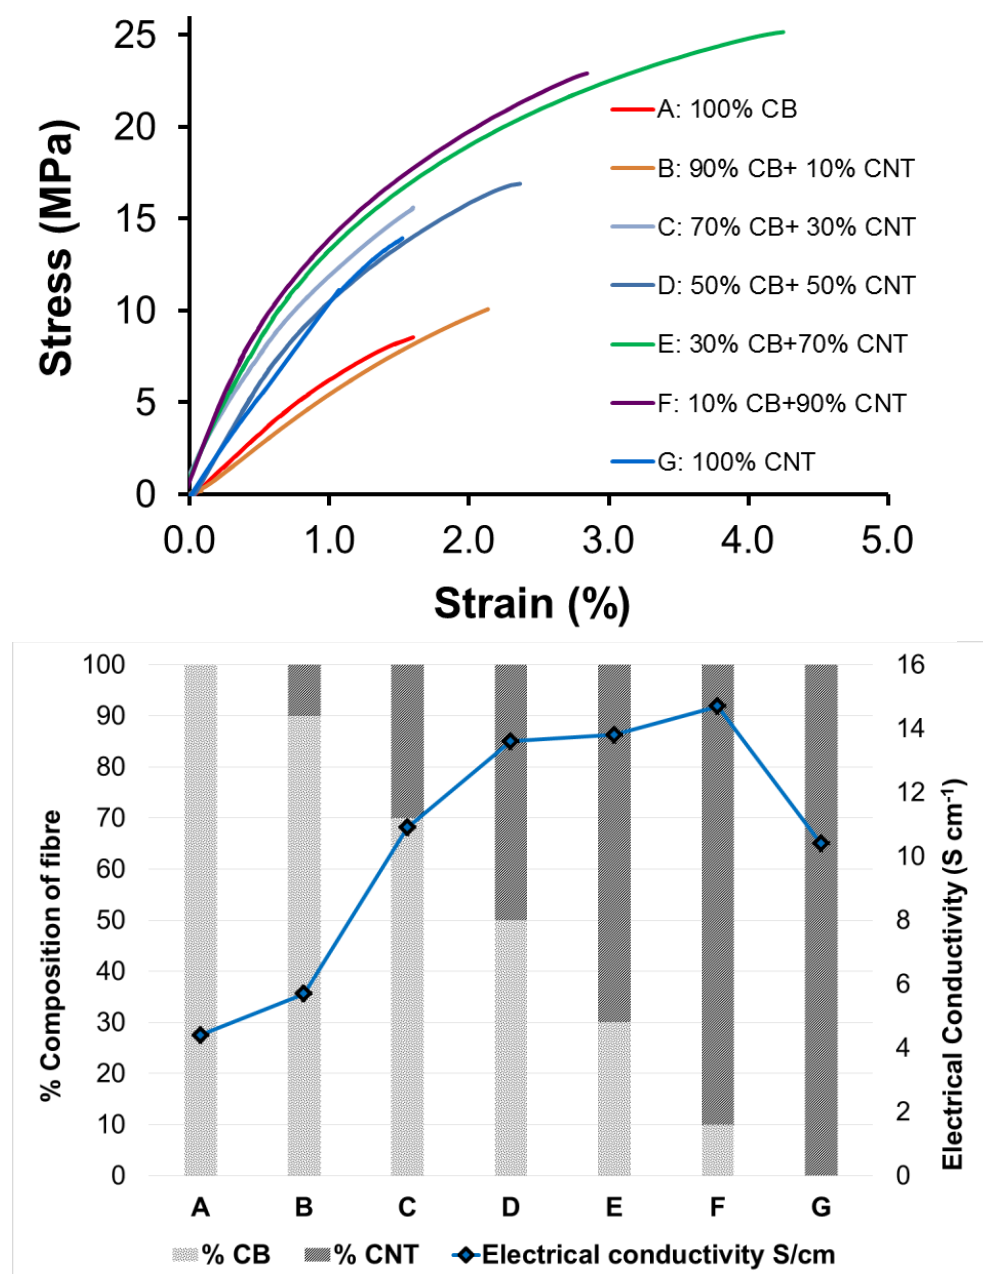 25
20
15
10
5
0
Stress (MPa)
A: 100% CB
B: 90% CB+ 10% CNT
C: 70% CB+ 30% CNT
D: 50% CB+ 50% CNT
E: 30% CB+70% CNT
F: 10% CB+90% CNT
G: 100% CNT
0.0 1.0 2.0 3.0 4.0 5.0
Strain (%)
100
90
80
70
60
50
40
30
20
10
0
% Composition of fibre
16
14
12
10
8
6
4
2
0
Electrical Conductivity (S cm⁻¹)
A B C D E F G
% CB % CNT Electrical conductivity S/cm